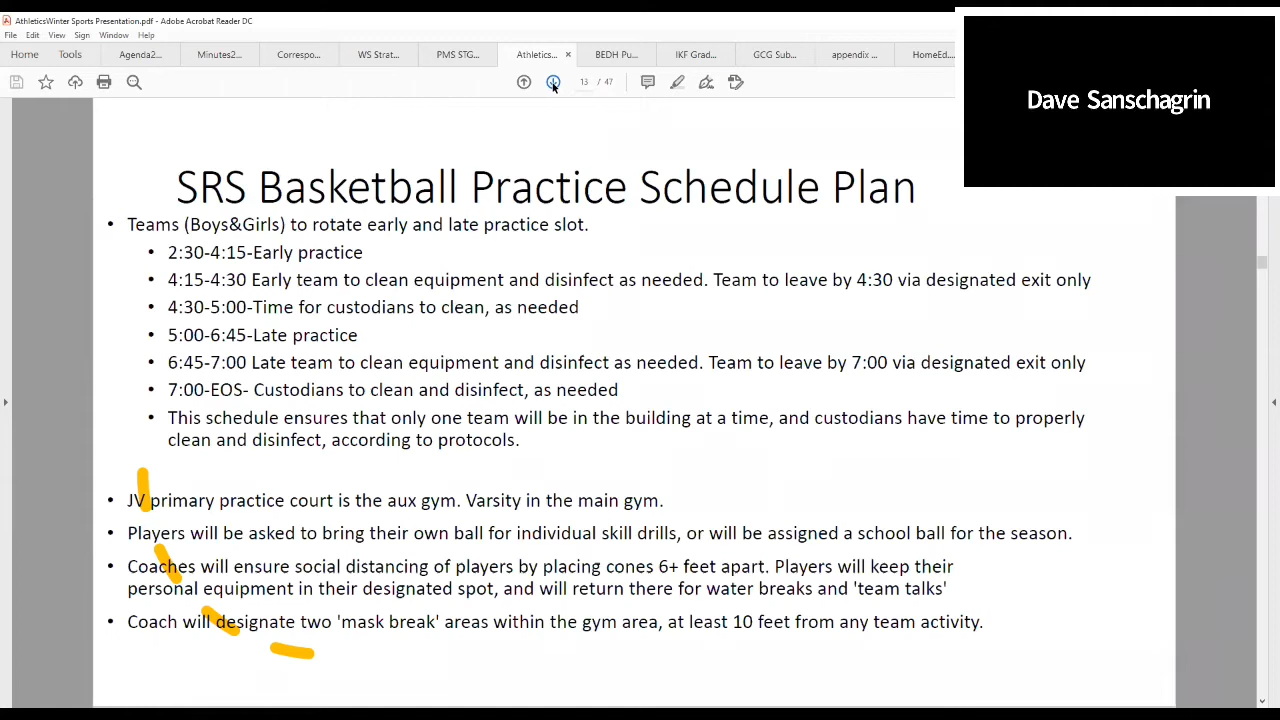 AthleticsWinter Sports Presentation.pdf - Adobe Acrobat Reader DC
File Edit View Sign Window Help
Home Tools Agenda2... Minutes2... Correspo... WS Strat... PMS STG... Athletics... × BEDH Pu... IKF Grad... GCG Sub... appendix ... HomeEd...
13 / 47
Dave Sanschagrin
SRS Basketball Practice Schedule Plan
• Teams (Boys&Girls) to rotate early and late practice slot.
• 2:30-4:15-Early practice
• 4:15-4:30 Early team to clean equipment and disinfect as needed. Team to leave by 4:30 via designated exit only
• 4:30-5:00-Time for custodians to clean, as needed
• 5:00-6:45-Late practice
• 6:45-7:00 Late team to clean equipment and disinfect as needed. Team to leave by 7:00 via designated exit only
• 7:00-EOS- Custodians to clean and disinfect, as needed
• This schedule ensures that only one team will be in the building at a time, and custodians have time to properly
clean and disinfect, according to protocols.
• JV primary practice court is the aux gym. Varsity in the main gym.
• Players will be asked to bring their own ball for individual skill drills, or will be assigned a school ball for the season.
• Coaches will ensure social distancing of players by placing cones 6+ feet apart. Players will keep their
personal equipment in their designated spot, and will return there for water breaks and 'team talks'
• Coach will designate two 'mask break' areas within the gym area, at least 10 feet from any team activity.